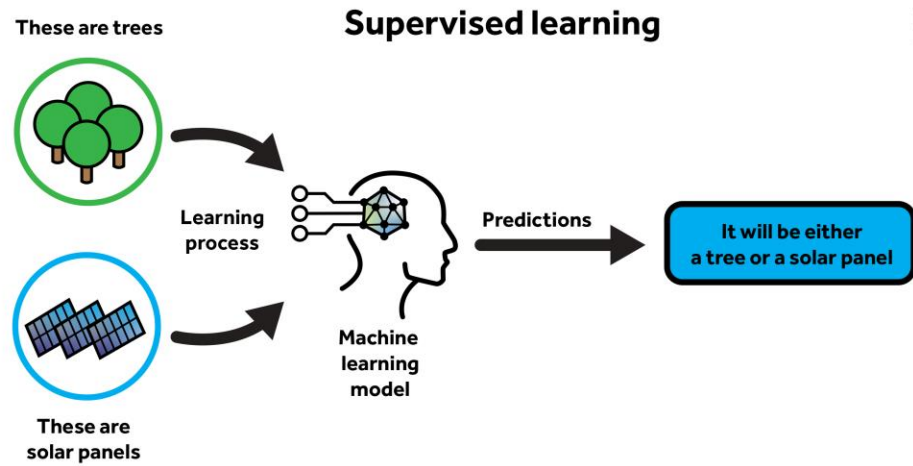 Supervised learning
These are trees
Learning
process
Machine
learning
model
Predictions
It will be either
a tree or a solar panel
These are
solar panels